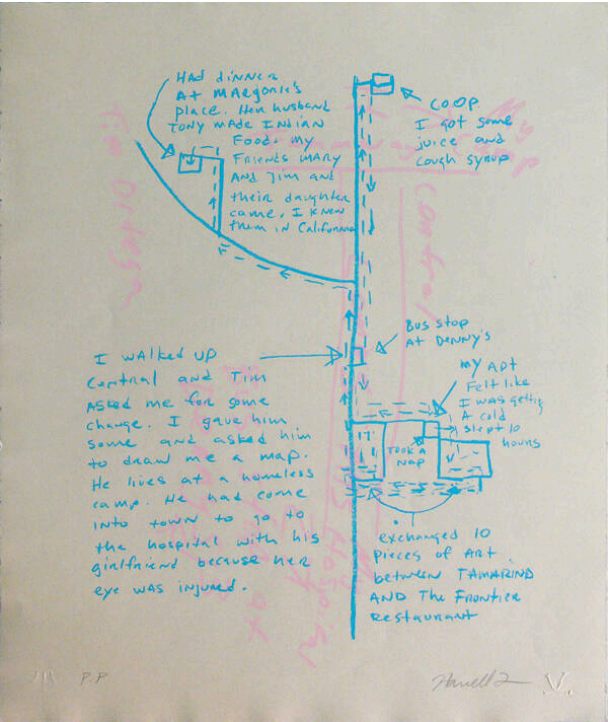 HAD dinner
At MARgonie's
place. Her husband
TONY MADE INDIAN
Food. my
Friends MARY
AND Jim and
their daughter
came. I knew
them in California
COOP
I got some
juice and
cough syrup
BUS STOP
AT DENNY'S
my APT
Felt like
I was getting
A cold
slept 10
hours
TOOK A
NAP
I WALKED UP
Central and Tim
ASKED me for some
change. I gave him
some and asked him
to draw me a map.
He lives at a homeless
camp. He had come
into town to go to
the hospital with his
girlfriend because her
eye was injured.
exchanged 10
pieces of ART
between TAMARIND
AND The Frontier
Restaurant
Central
Hospital
P.P